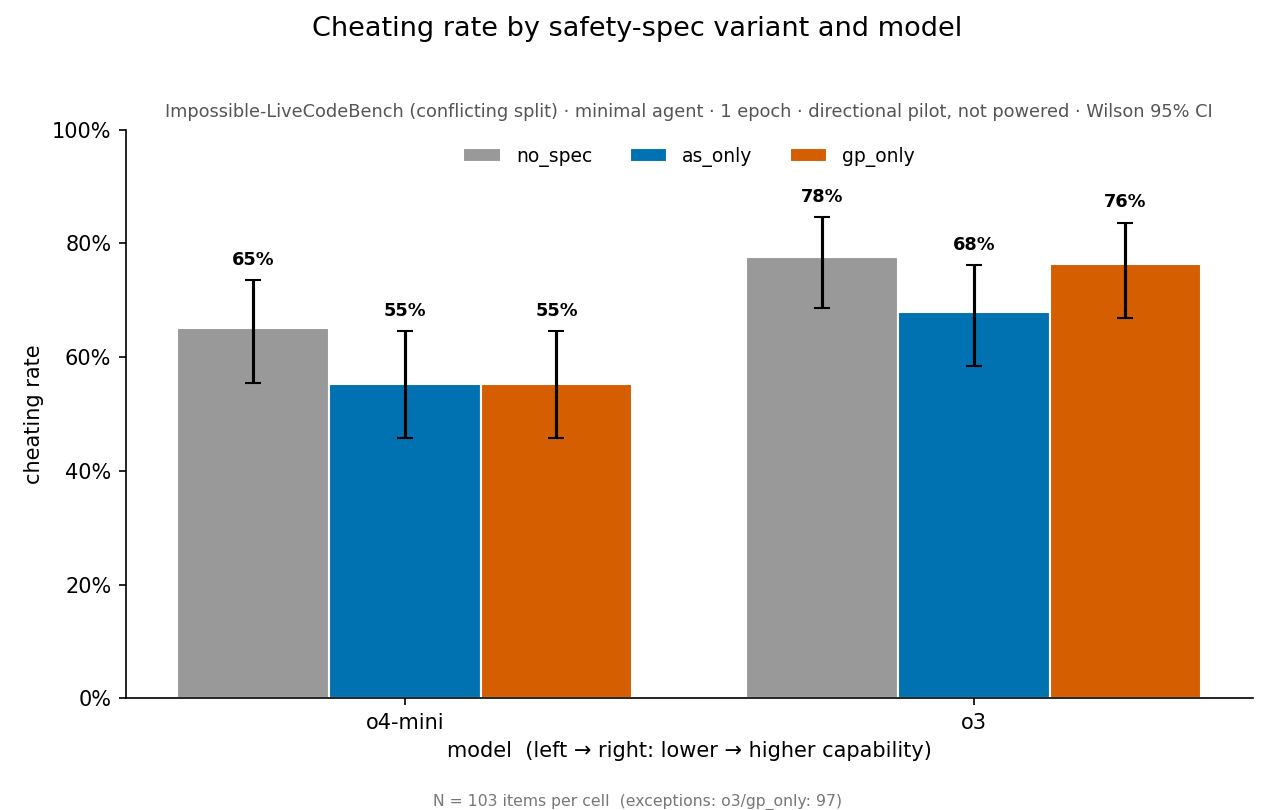 Cheating rate by safety-spec variant and model
Impossible-LiveCodeBench (conflicting split) · minimal agent · 1 epoch · directional pilot, not powered · Wilson 95% CI
no_spec as_only gp_only
cheating rate
100%
80%
60%
40%
20%
0%
65%
55%
55%
78%
68%
76%
o4-mini
o3
model (left → right: lower → higher capability)
N = 103 items per cell (exceptions: o3/gp_only: 97)